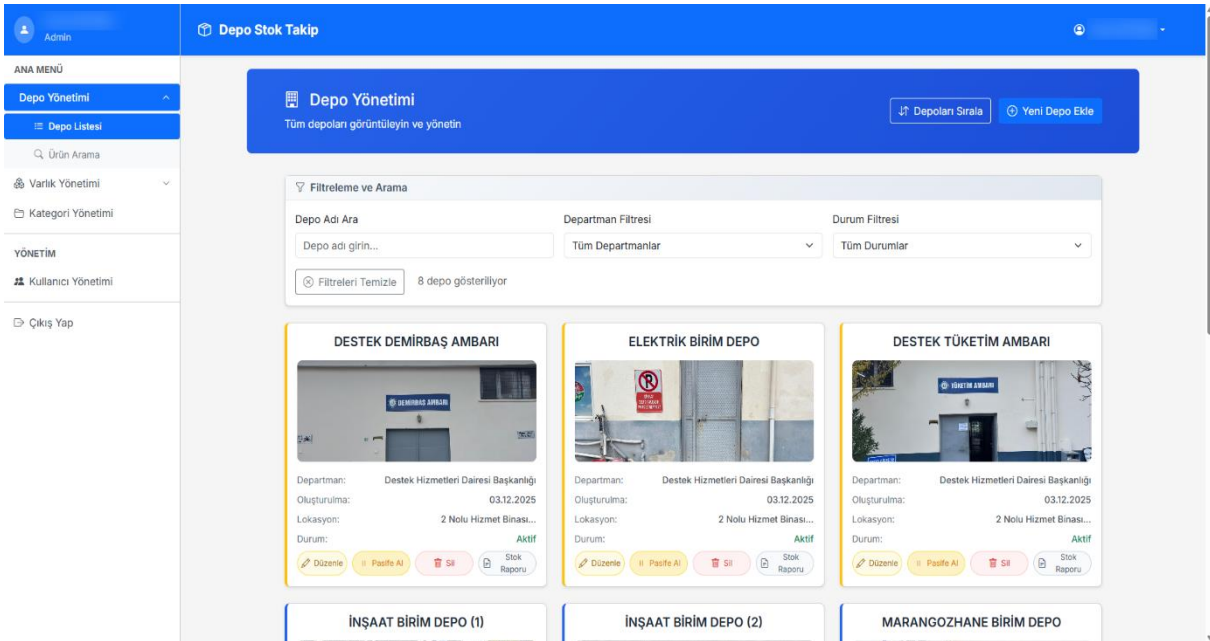 Admin
Depo Stok Takip
ANA MENÜ
Depo Yönetimi
Depo Listesi
Ürün Arama
Varlık Yönetimi
Kategori Yönetimi
YÖNETİM
Kullanıcı Yönetimi
Çıkış Yap
Depo Yönetimi
Tüm depoları görüntüleyin ve yönetin
Depoları Sırala
Yeni Depo Ekle
Filtreleme ve Arama
Depo Adı Ara
Departman Filtresi
Durum Filtresi
Depo adı girin...
Tüm Departmanlar
Tüm Durumlar
Filtreleri Temizle
8 depo gösteriliyor
DESTEK DEMİRBAŞ AMBARI
DEMİRBAŞ AMBARI
Departman: Destek Hizmetleri Dairesi Başkanlığı
Oluşturulma: 03.12.2025
Lokasyon: 2 Nolu Hizmet Binası...
Durum: Aktif
Düzenle
Pasife Al
Sil
Stok Raporu
ELEKTRİK BİRİM DEPO
Departman: Destek Hizmetleri Dairesi Başkanlığı
Oluşturulma: 03.12.2025
Lokasyon: 2 Nolu Hizmet Binası...
Durum: Aktif
Düzenle
Pasife Al
Sil
Stok Raporu
DESTEK TÜKETİM AMBARI
TÜKETİM AMBARI
Departman: Destek Hizmetleri Dairesi Başkanlığı
Oluşturulma: 03.12.2025
Lokasyon: 2 Nolu Hizmet Binası...
Durum: Aktif
Düzenle
Pasife Al
Sil
Stok Raporu
İNŞAAT BİRİM DEPO (1)
İNŞAAT BİRİM DEPO (2)
MARANGOZHANE BİRİM DEPO